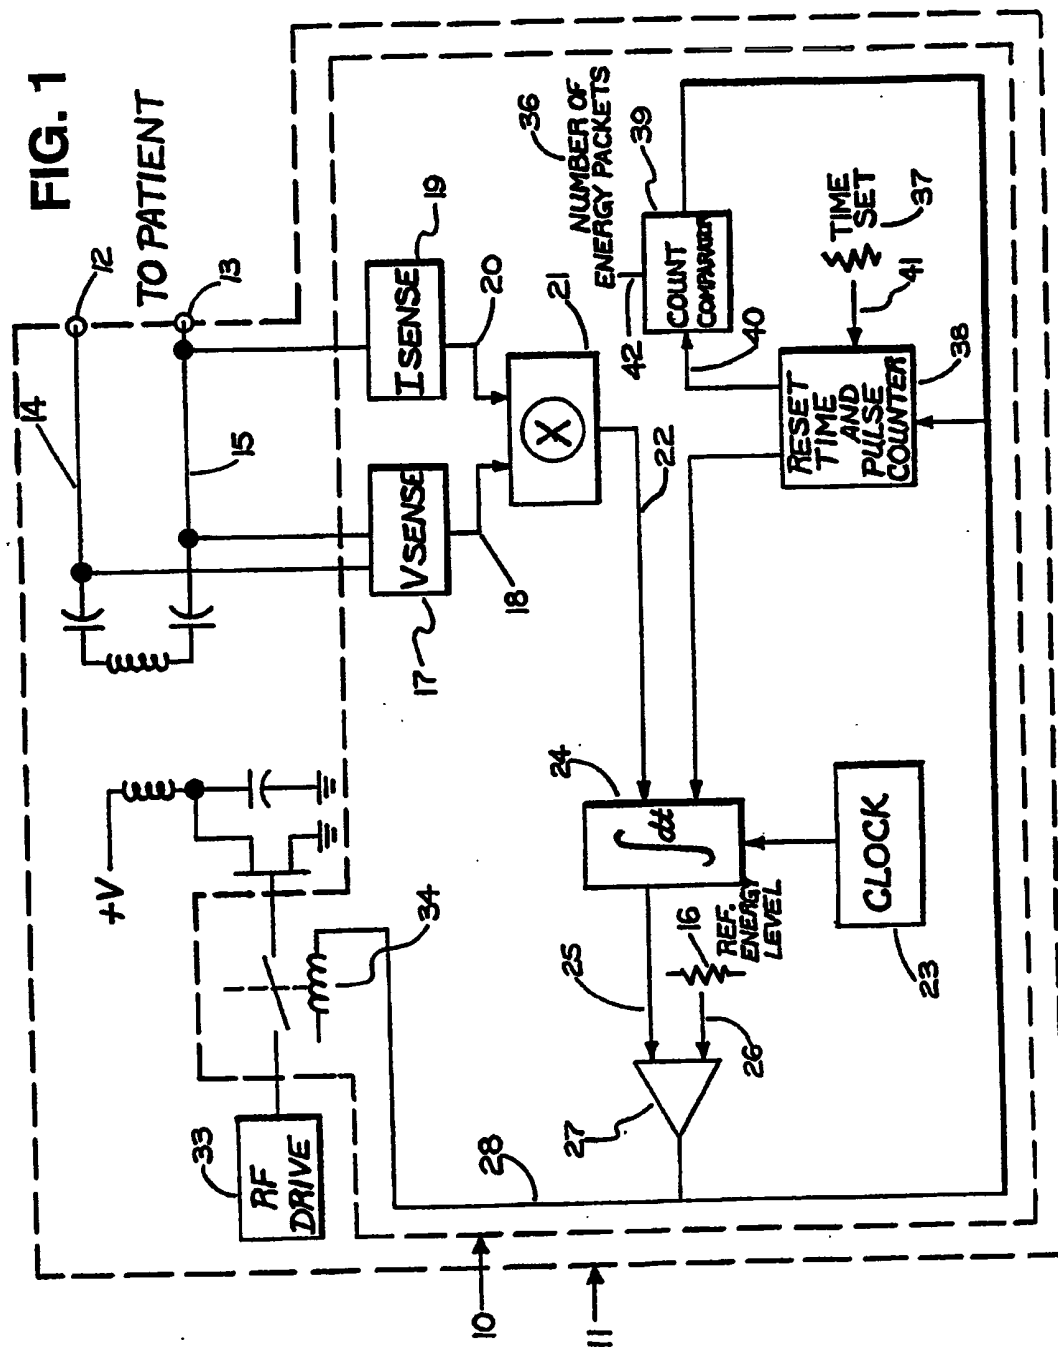 FIG. 1
TO PATIENT
12
13
14
15
+V
33
RF
DRIVE
34
17
VSENSE
18
ISENSE
19
20
21
X
22
36
NUMBER OF
ENERGY PACKETS
42
COUNT
COMPARATOR
39
40
TIME
SET
37
41
RESET
TIME
AND
PULSE
COUNTER
38
24
∫dt
25
16
REF.
ENERGY
LEVEL
26
27
28
CLOCK
23
10
11